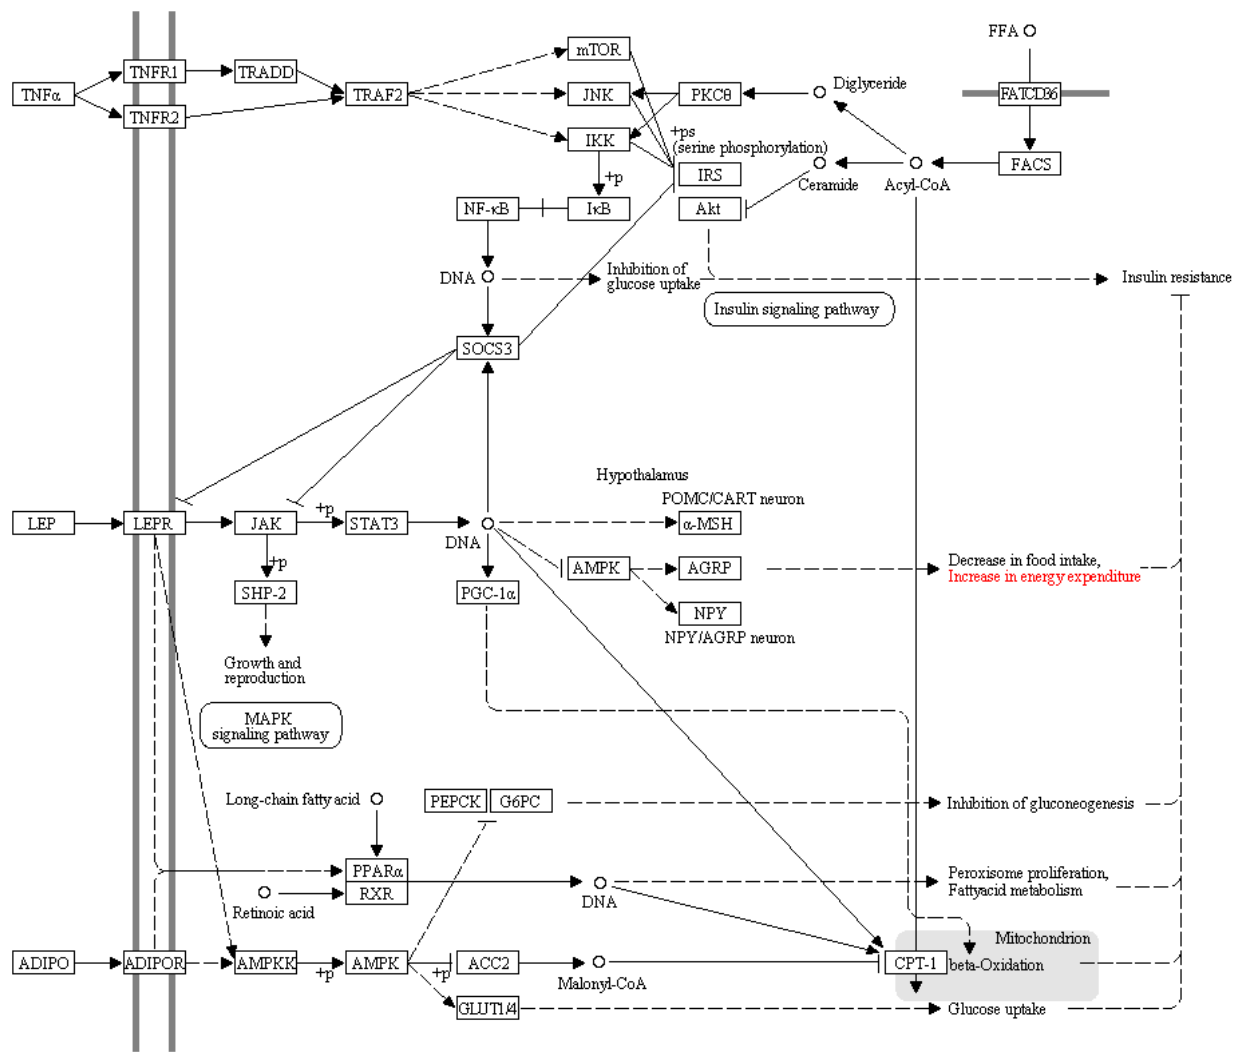 FFA
mTOR
TNFR1
TRADD
Diglyceride
TNFα
TRAF2
JNK
PKCθ
FATCD36
TNFR2
+ps
IKK
(serine phosphorylation)
IRS
Ceramide
Acyl-CoA
FACS
+p
NF-κB
IκB
Akt
DNA
Inhibition of
glucose uptake
Insulin resistance
Insulin signaling pathway
SOCS3
Hypothalamus
POMC/CART neuron
LEP
LEPR
JAK
+p
STAT3
DNA
α-MSH
+p
AMPK
AGRP
Decrease in food intake,
Increase in energy expenditure
SHP-2
PGC-1α
NPY
NPY/AGRP neuron
Growth and
reproduction
MAPK
signaling pathway
Long-chain fatty acid
PEPCK
G6PC
Inhibition of gluconeogenesis
PPARα
RXR
Peroxisome proliferation,
Fattyacid metabolism
Retinoic acid
DNA
Mitochondrion
ADIPO
ADIPOR
AMPKK
+p
AMPK
+p
ACC2
Malonyl-CoA
CPT-1
beta-Oxidation
GLUT1/4
Glucose uptake